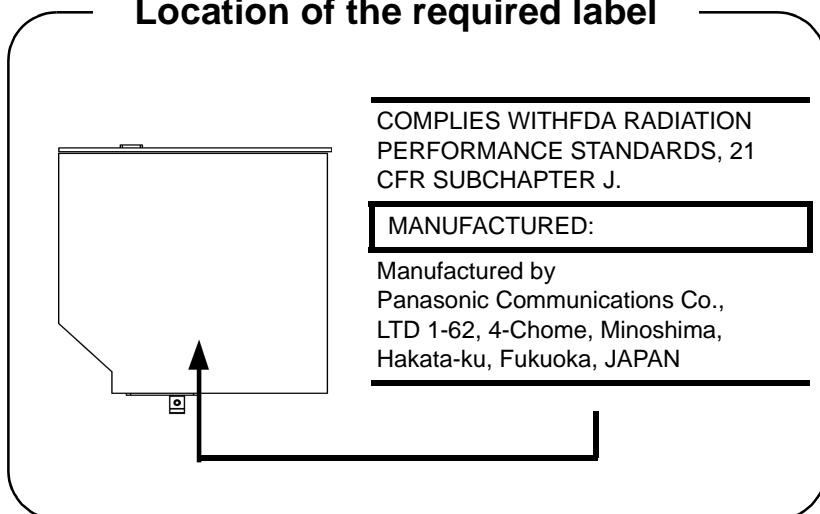 Location of the required label
COMPLIES WITHFDA RADIATION
PERFORMANCE STANDARDS, 21
CFR SUBCHAPTER J.
MANUFACTURED:
Manufactured by
Panasonic Communications Co.,
LTD 1-62, 4-Chome, Minoshima,
Hakata-ku, Fukuoka, JAPAN